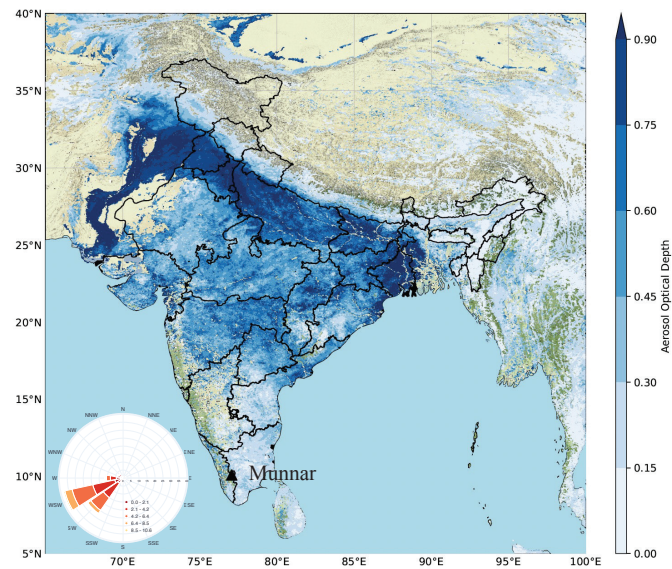 40°N
35°N
30°N
25°N
20°N
15°N
10°N
5°N
70°E
75°E
80°E
85°E
90°E
95°E
100°E
Munnar
N
NNE
NE
ESE
SE
SSE
S
SSW
SW
WSW
W
WNW
NW
NNW
0.0 - 2.1
2.1 - 4.2
4.2 - 6.4
6.4 - 8.5
8.5 - 10.6
0.90
0.75
0.60
0.45
0.30
0.15
0.00
Aerosol Optical Depth